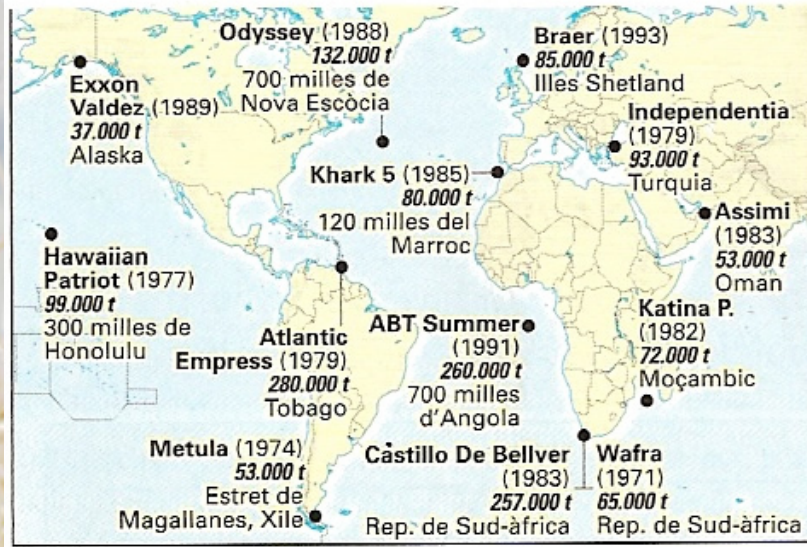 Odyssey (1988)
132.000 t
700 milles de
Nova Escòcia
Braer (1993)
85.000 t
Illes Shetland
Exxon
Valdez (1989)
37.000 t
Alaska
Independentia
(1979)
93.000 t
Turquia
Khark 5 (1985)
80.000 t
120 milles del
Marroc
Assimi
(1983)
53.000 t
Oman
Hawaiian
Patriot (1977)
99.000 t
300 milles de
Honolulu
Atlantic
Empress (1979)
280.000 t
Tobago
ABT Summer
(1991)
260.000 t
700 milles
d'Angola
Katina P.
(1982)
72.000 t
Moçambic
Metula (1974)
53.000 t
Estret de
Magallanes, Xile
Castillo De Bellver
(1983)
257.000 t
Rep. de Sud-àfrica
Wafra
(1971)
65.000 t
Rep. de Sud-àfrica